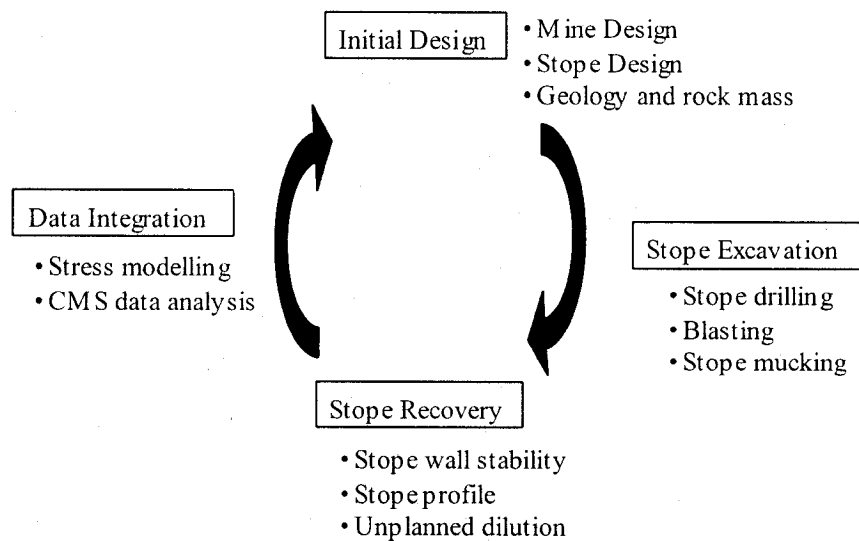 Initial Design
• Mine Design
• Stope Design
• Geology and rock mass
Data Integration
• Stress modelling
• CMS data analysis
Stope Excavation
• Stope drilling
• Blasting
• Stope mucking
Stope Recovery
• Stope wall stability
• Stope profile
• Unplanned dilution